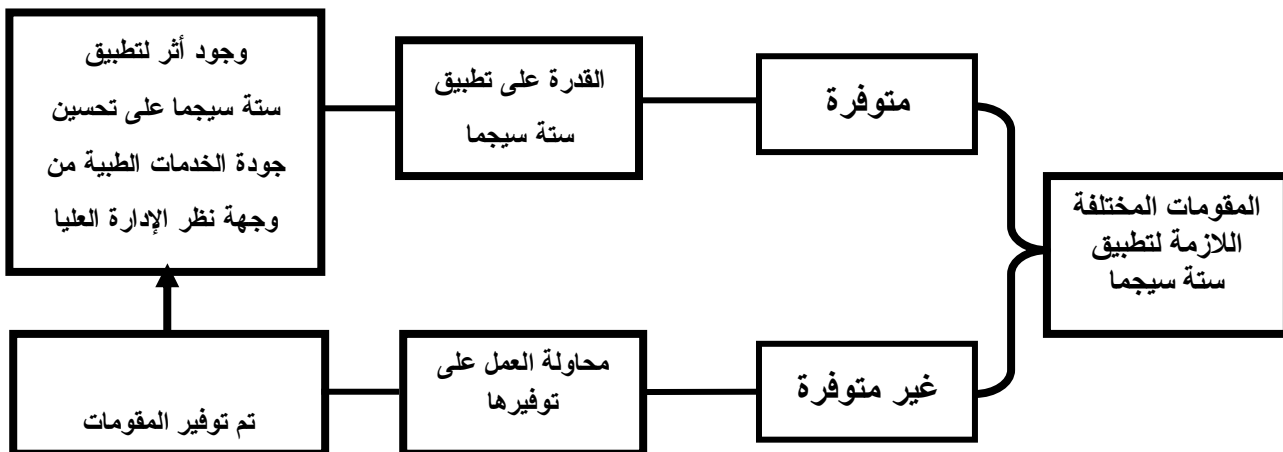 المقومات المختلفة
اللازمة لتطبيق
ستة سيجما
متوفرة
القدرة على تطبيق
ستة سيجما
وجود أثر لتطبيق
ستة سيجما على تحسين
جودة الخدمات الطبية من
وجهة نظر الإدارة العليا
غير متوفرة
محاولة العمل على
توفيرها
تم توفير المقومات